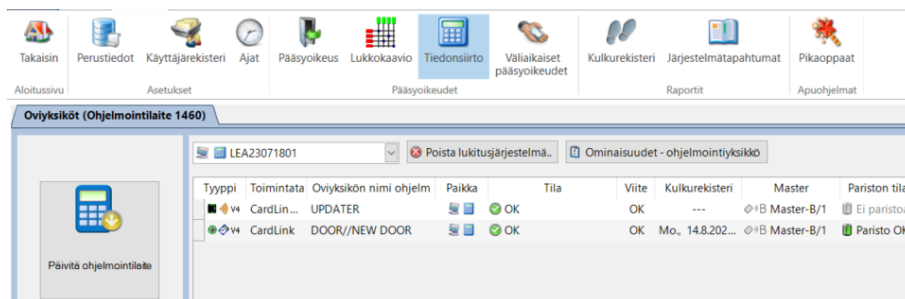 Takaisin Perustiedot Käyttäjärekisteri Ajat Pääsyoikeus Lukkokaavio Tiedonsiirto Väliaikaiset pääsyoikeudet Kulkurekisteri Järjestelmätapahtumat Pikaoppaat
Aloitussivu Asetukset Pääsyoikeudet Raportit Apuohjelmat
Oviyksiköt (Ohjelmointilaite 1460)
LEA23071801 Poista lukitusjärjestelmä.. Ominaisuudet - ohjelmointiyksikkö
Tyyppi Toimintata Oviyksikön nimi ohjelm Paikka Tila Viite Kulkurekisteri Master Pariston tila
V4 CardLin... UPDATER OK OK --- B Master-B/1 Ei paristoa
V4 CardLink DOOR//NEW DOOR OK OK Mo., 14.8.202... B Master-B/1 Paristo OK
Päivitä ohjelmointilaite